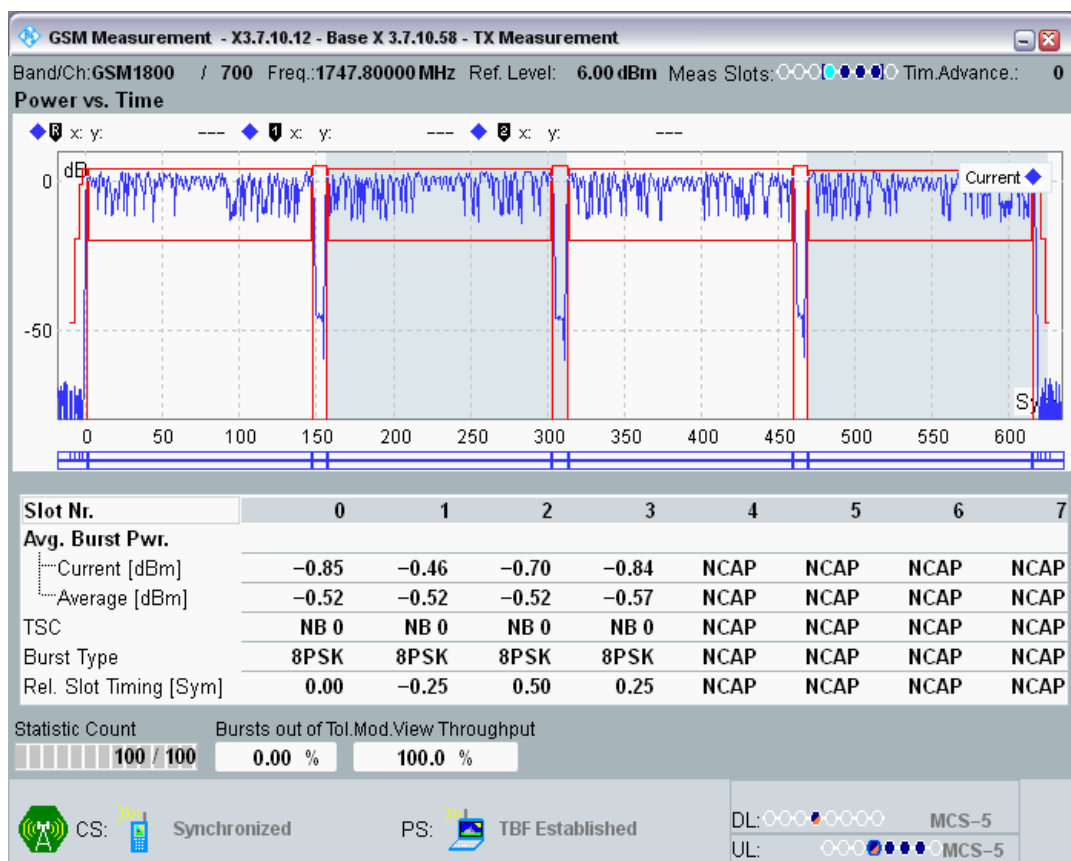 GSM Measurement - X3.7.10.12 - Base X 3.7.10.58 - TX Measurement
Band/Ch:GSM1800 / 700 Freq.:1747.80000 MHz Ref. Level: 6.00 dBm Meas Slots: Tim.Advance.: 0
Power vs. Time
R x: y: --- 1 x: y: --- 2 x: y: ---
dB
Current
0
-50
0 50 100 150 200 250 300 350 400 450 500 550 600
Slot Nr. 0 1 2 3 4 5 6 7
Avg. Burst Pwr.
Current [dBm] −0.85 −0.46 −0.70 −0.84 NCAP NCAP NCAP NCAP
Average [dBm] −0.52 −0.52 −0.52 −0.57 NCAP NCAP NCAP NCAP
TSC NB 0 NB 0 NB 0 NB 0 NCAP NCAP NCAP NCAP
Burst Type 8PSK 8PSK 8PSK 8PSK NCAP NCAP NCAP NCAP
Rel. Slot Timing [Sym] 0.00 −0.25 0.50 0.25 NCAP NCAP NCAP NCAP
Statistic Count Bursts out of Tol.Mod.View Throughput
100 / 100 0.00 % 100.0 %
CS: Synchronized PS: TBF Established
DL: MCS−5
UL: MCS−5